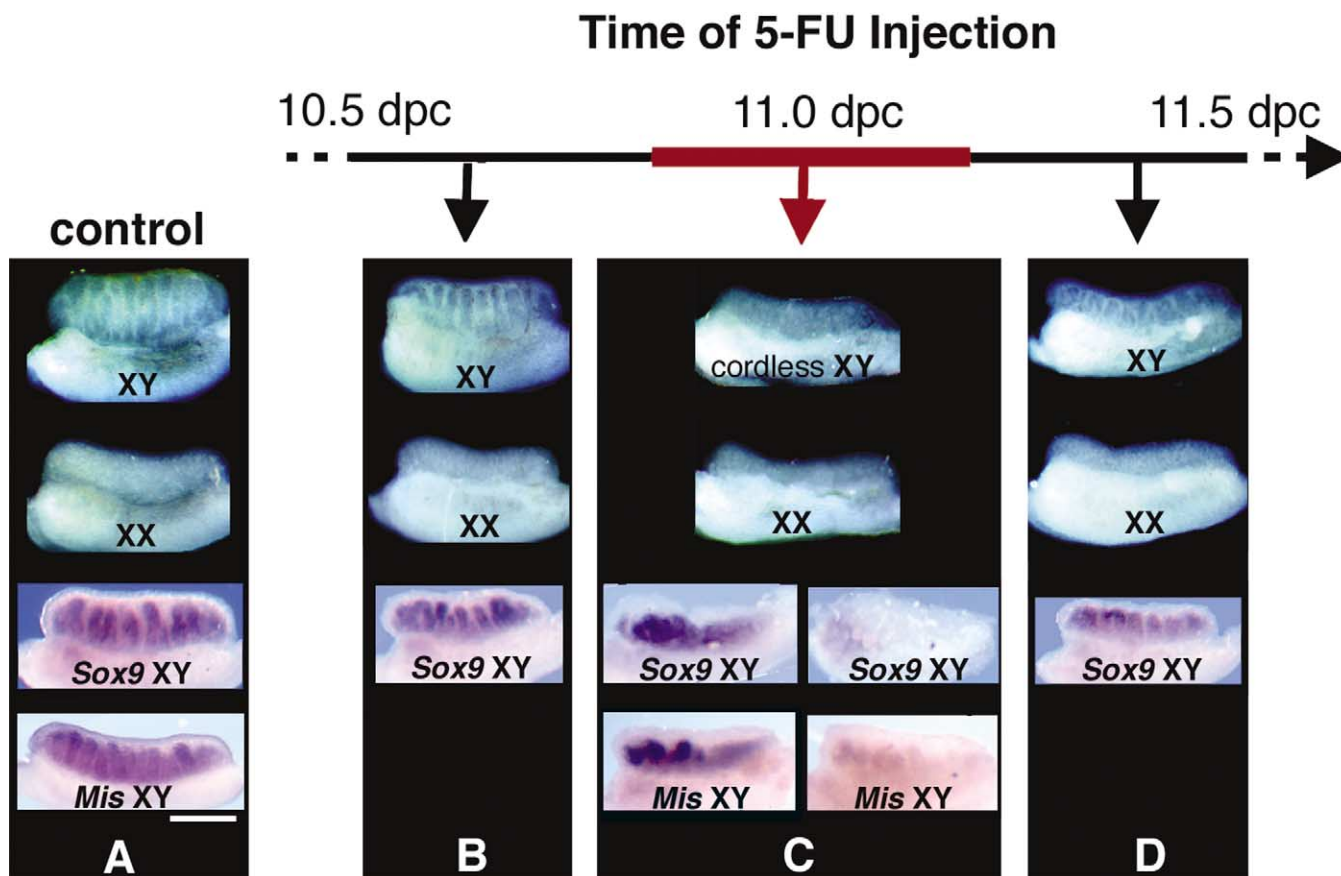 Time of 5-FU Injection
10.5 dpc
11.0 dpc
11.5 dpc
control
XY
XY
cordless XY
XY
XX
XX
XX
XX
Sox9 XY
Sox9 XY
Sox9 XY
Sox9 XY
Sox9 XY
Mis XY
Mis XY
Mis XY
A
B
C
D